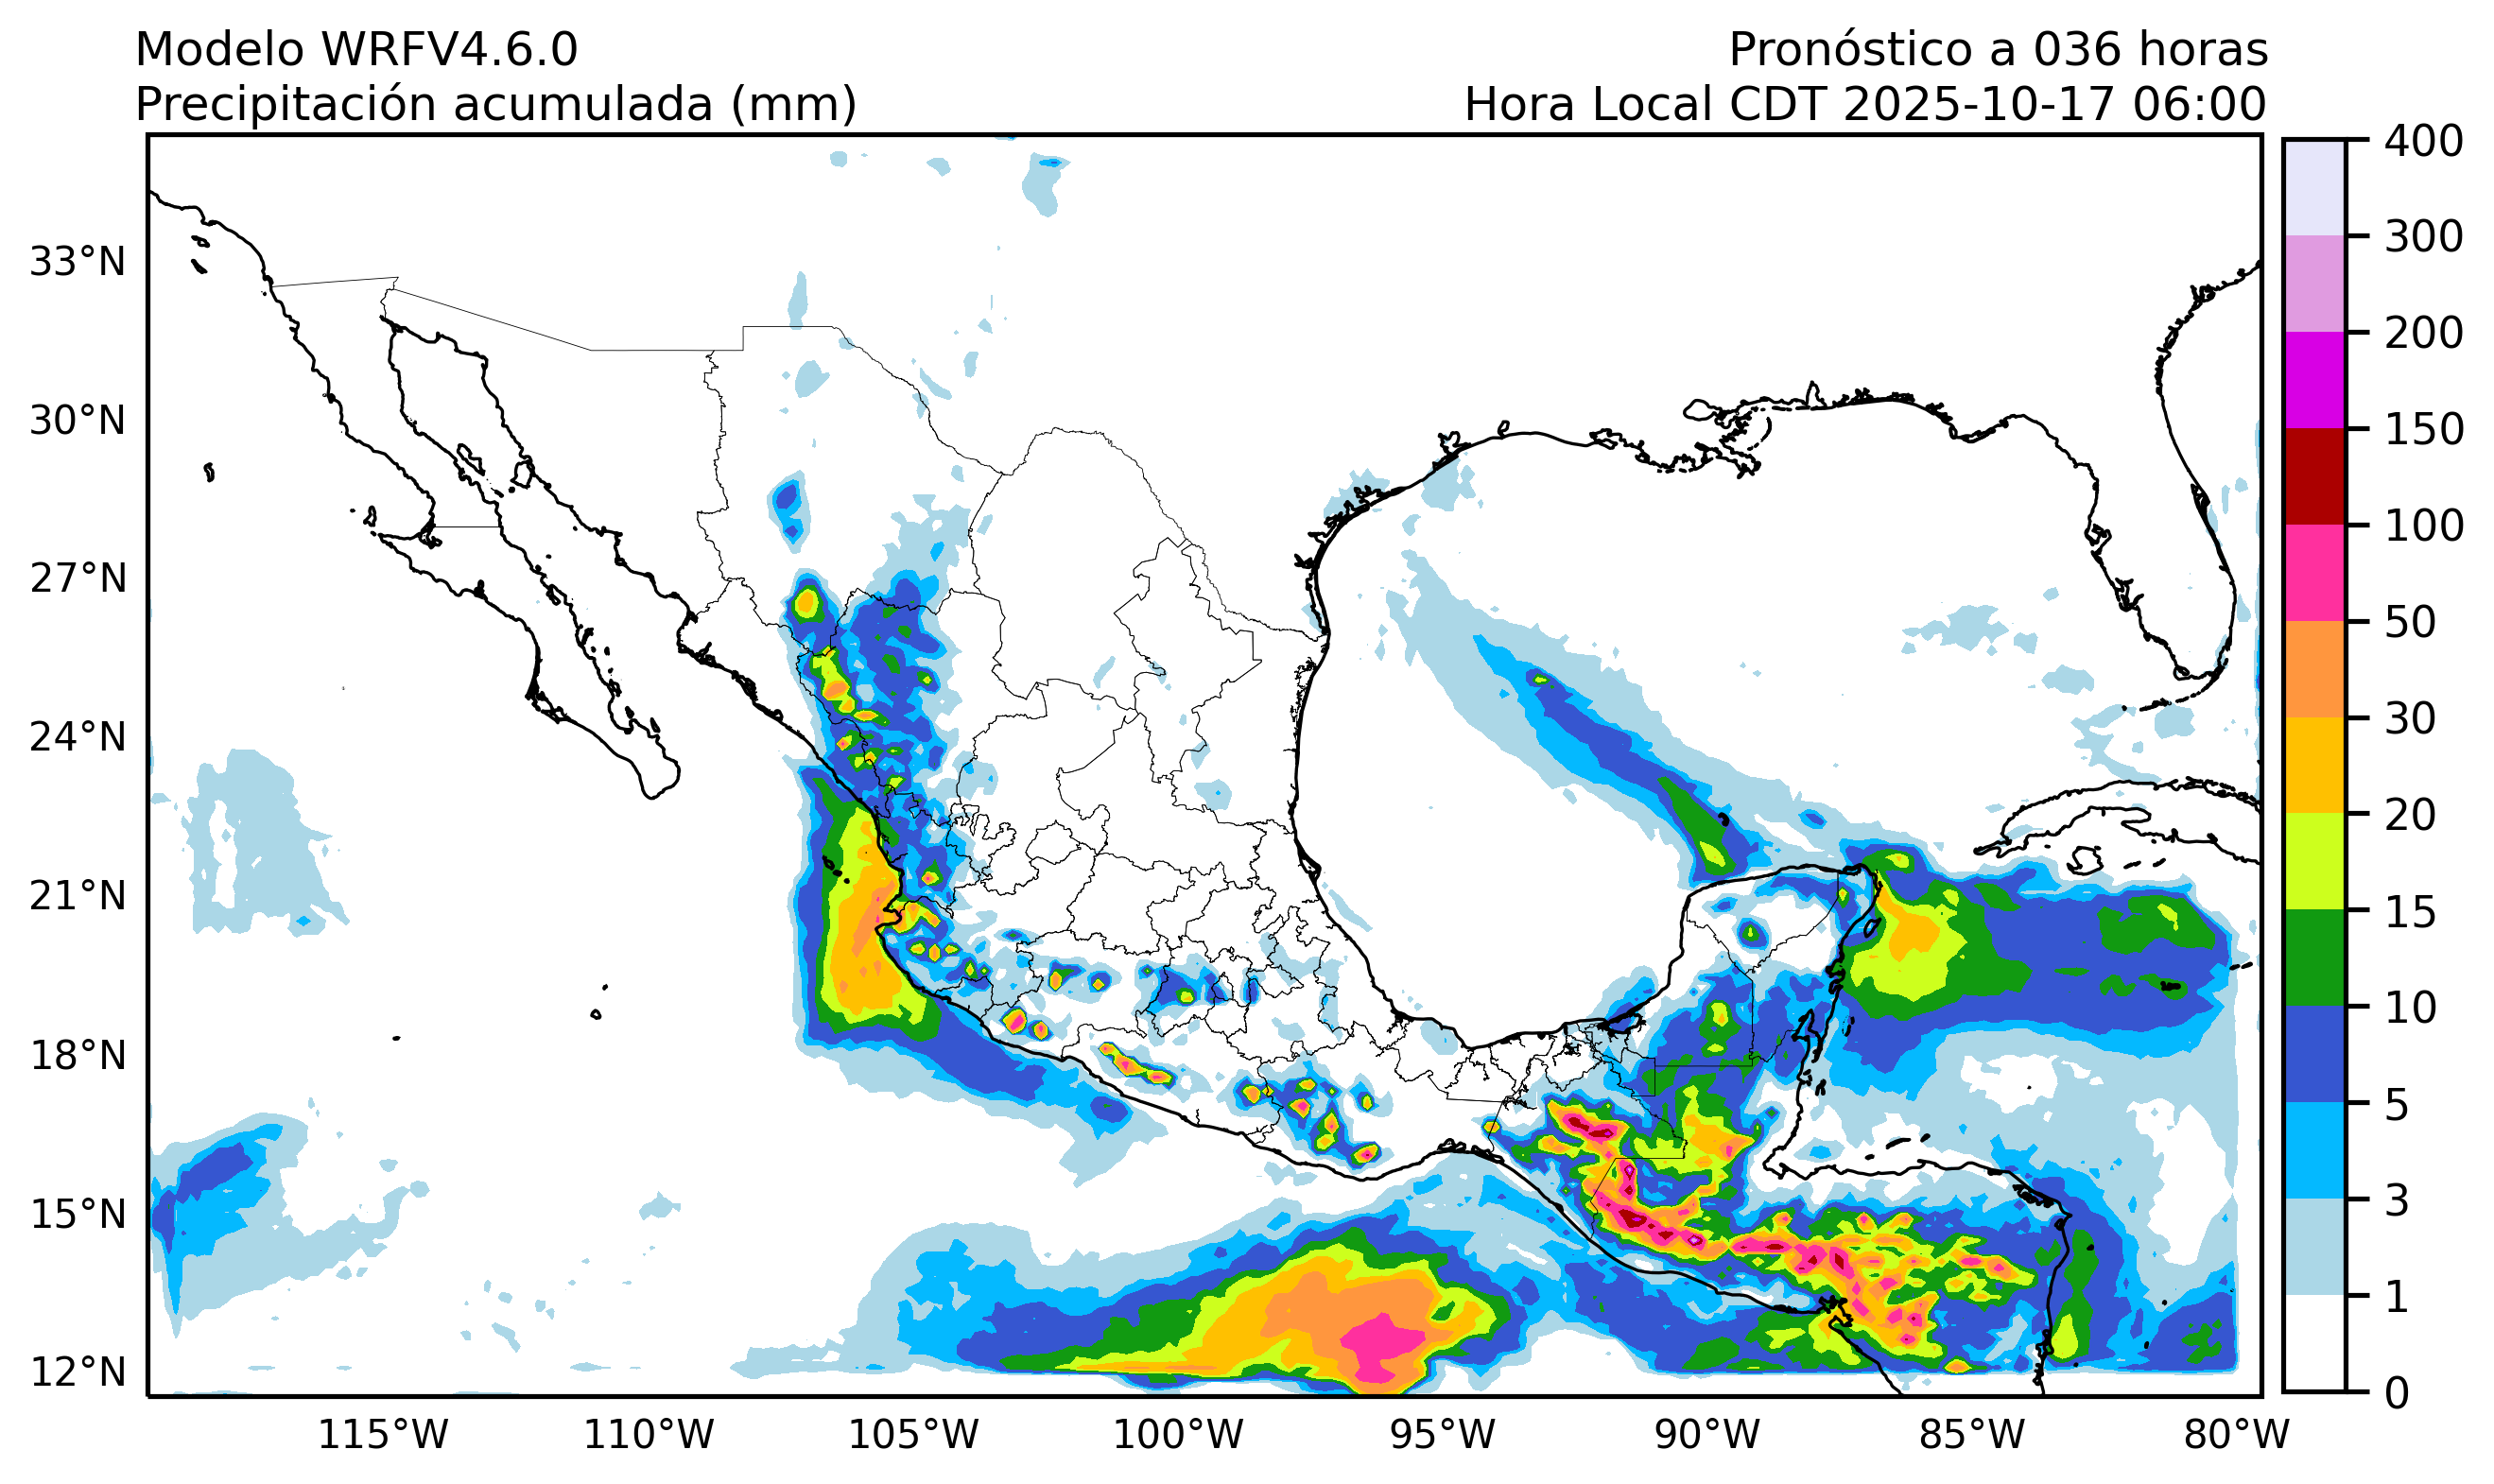 Modelo WRFV4.6.0
Pronóstico a 036 horas
Precipitación acumulada (mm)
Hora Local CDT 2025-10-17 06:00
33°N
30°N
27°N
24°N
21°N
18°N
15°N
12°N
115°W
110°W
105°W
100°W
95°W
90°W
85°W
80°W
400
300
200
150
100
50
30
20
15
10
5
3
1
0